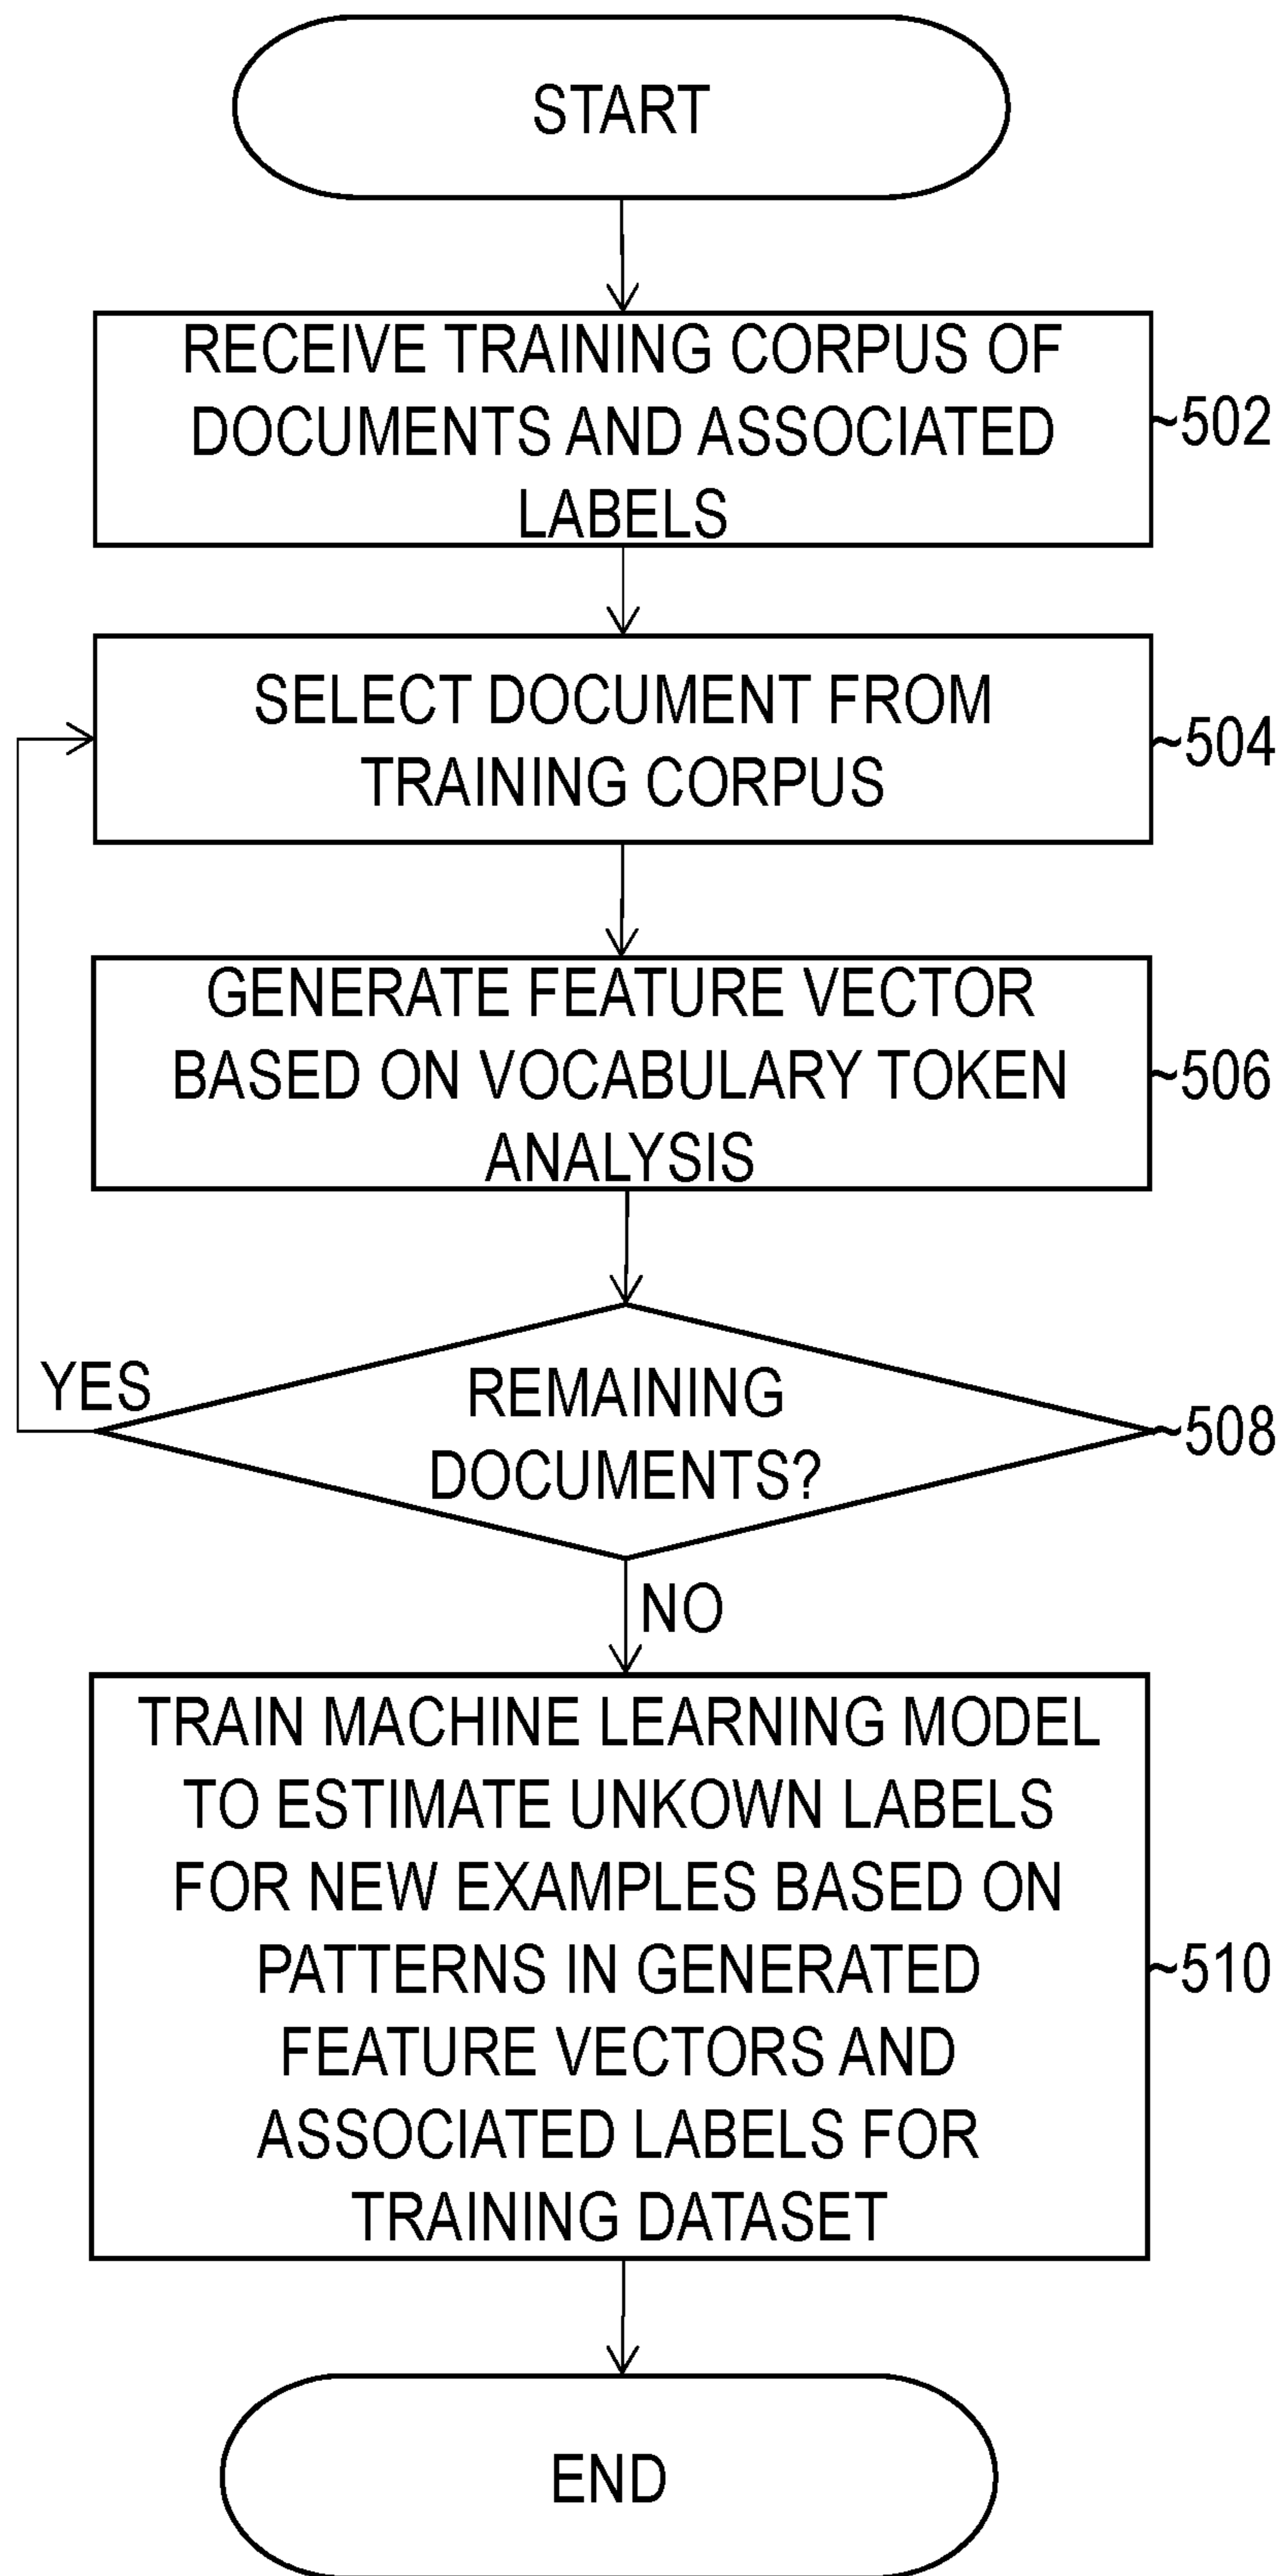 START
RECEIVE TRAINING CORPUS OF
DOCUMENTS AND ASSOCIATED
LABELS
~502
SELECT DOCUMENT FROM
TRAINING CORPUS
~504
GENERATE FEATURE VECTOR
BASED ON VOCABULARY TOKEN
ANALYSIS
~506
YES
REMAINING
DOCUMENTS?
~508
NO
TRAIN MACHINE LEARNING MODEL
TO ESTIMATE UNKOWN LABELS
FOR NEW EXAMPLES BASED ON
PATTERNS IN GENERATED
FEATURE VECTORS AND
ASSOCIATED LABELS FOR
TRAINING DATASET
~510
END